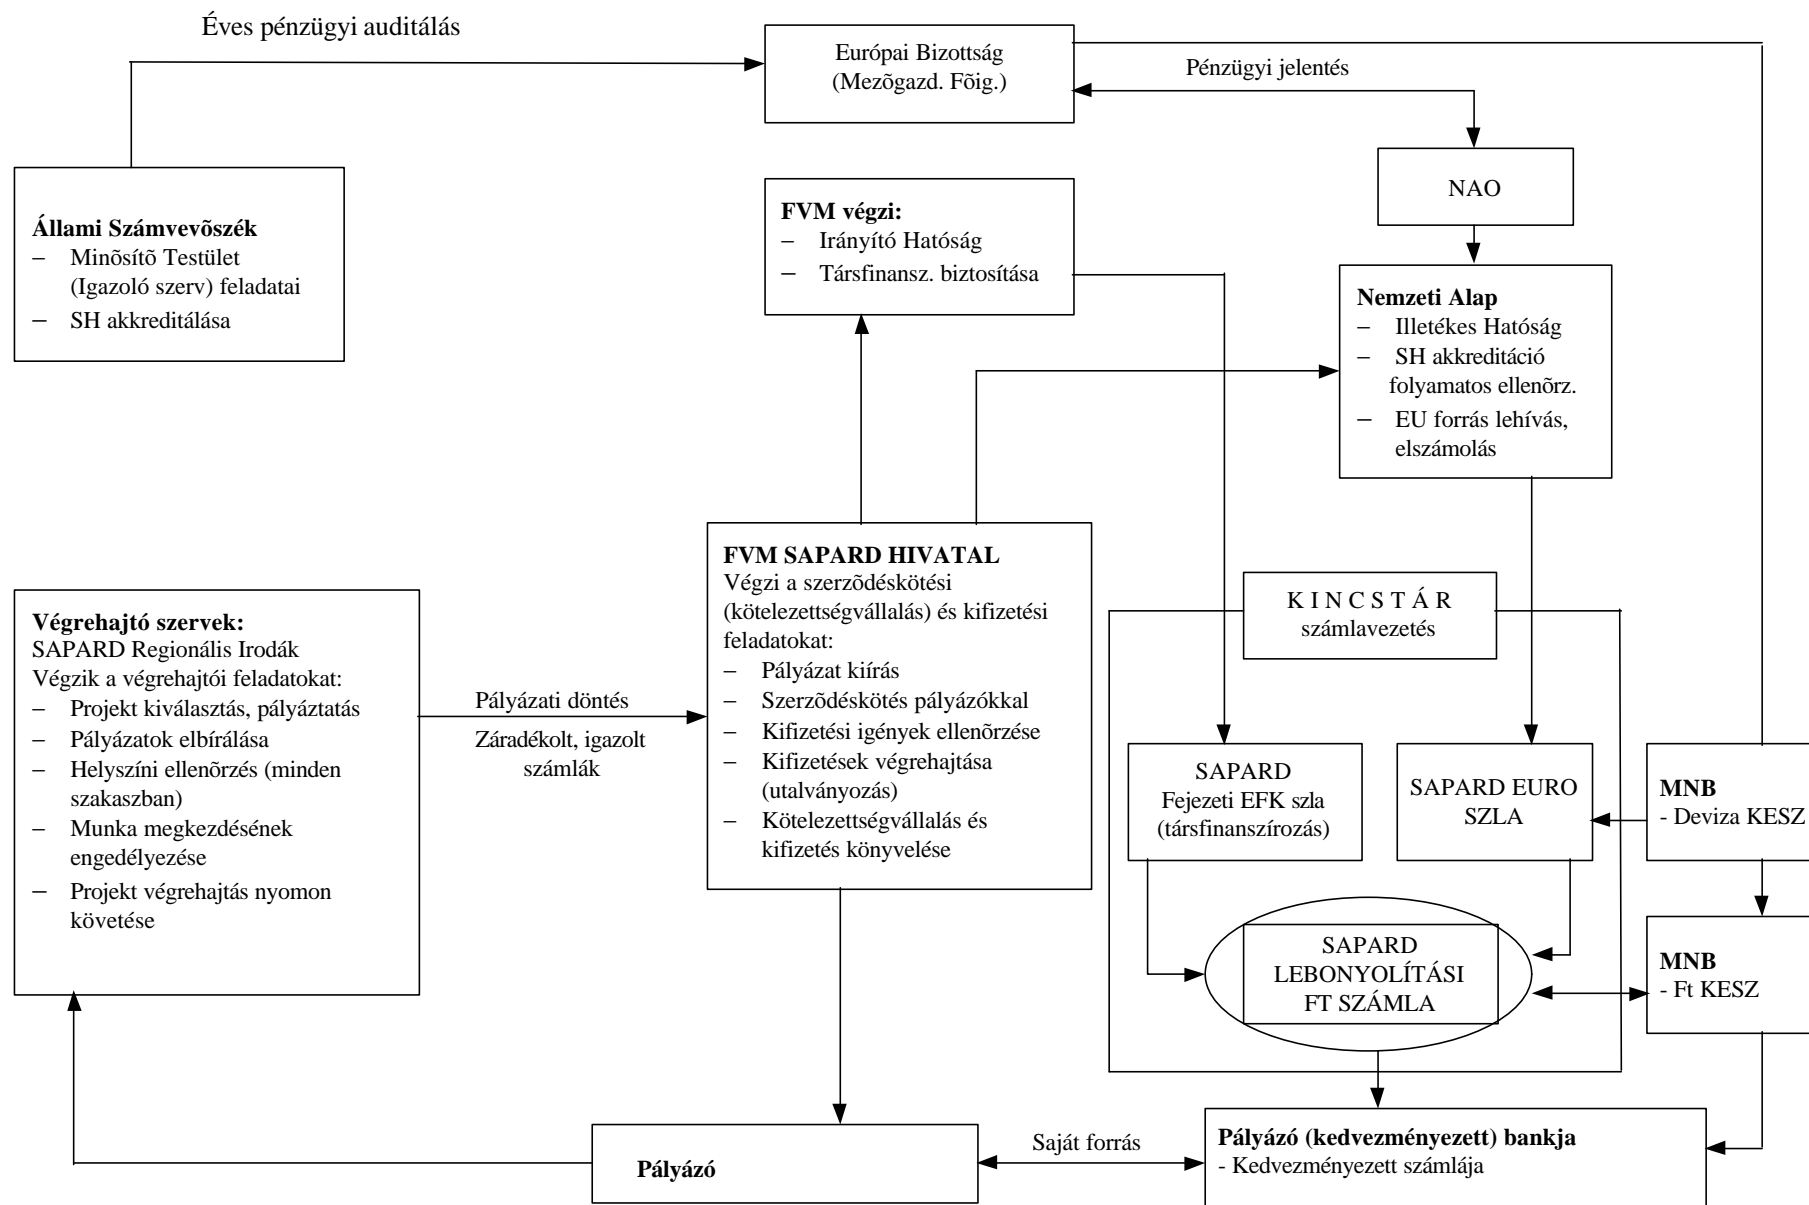 Éves pénzügyi auditálás
Európai Bizottság
(Mezõgazd. Fõig.)
Pénzügyi jelentés
NAO
Állami Számvevõszék
– Minõsítõ Testület
(Igazoló szerv) feladatai
– SH akkreditálása
FVM végzi:
– Irányító Hatóság
– Társfinansz. biztosítása
Nemzeti Alap
– Illetékes Hatóság
– SH akkreditáció
folyamatos ellenõrz.
– EU forrás lehívás,
elszámolás
FVM SAPARD HIVATAL
Végzi a szerzõdéskötési
(kötelezettségvállalás) és kifizetési
feladatokat:
– Pályázat kiírás
– Szerzõdéskötés pályázókkal
– Kifizetési igények ellenõrzése
– Kifizetések végrehajtása
(utalványozás)
– Kötelezettségvállalás és
kifizetés könyvelése
K I N C S T Á R
számlavezetés
Végrehajtó szervek:
SAPARD Regionális Irodák
Végzik a végrehajtói feladatokat:
– Projekt kiválasztás, pályáztatás
– Pályázatok elbírálása
– Helyszíni ellenõrzés (minden
szakaszban)
– Munka megkezdésének
engedélyezése
– Projekt végrehajtás nyomon
követése
Pályázati döntés
Záradékolt, igazolt
számlák
SAPARD
Fejezeti EFK szla
(társfinanszírozás)
SAPARD EURO
SZLA
MNB
- Deviza KESZ
SAPARD
LEBONYOLÍTÁSI
FT SZÁMLA
MNB
- Ft KESZ
Pályázó
Saját forrás
Pályázó (kedvezményezett) bankja
- Kedvezményezett számlája